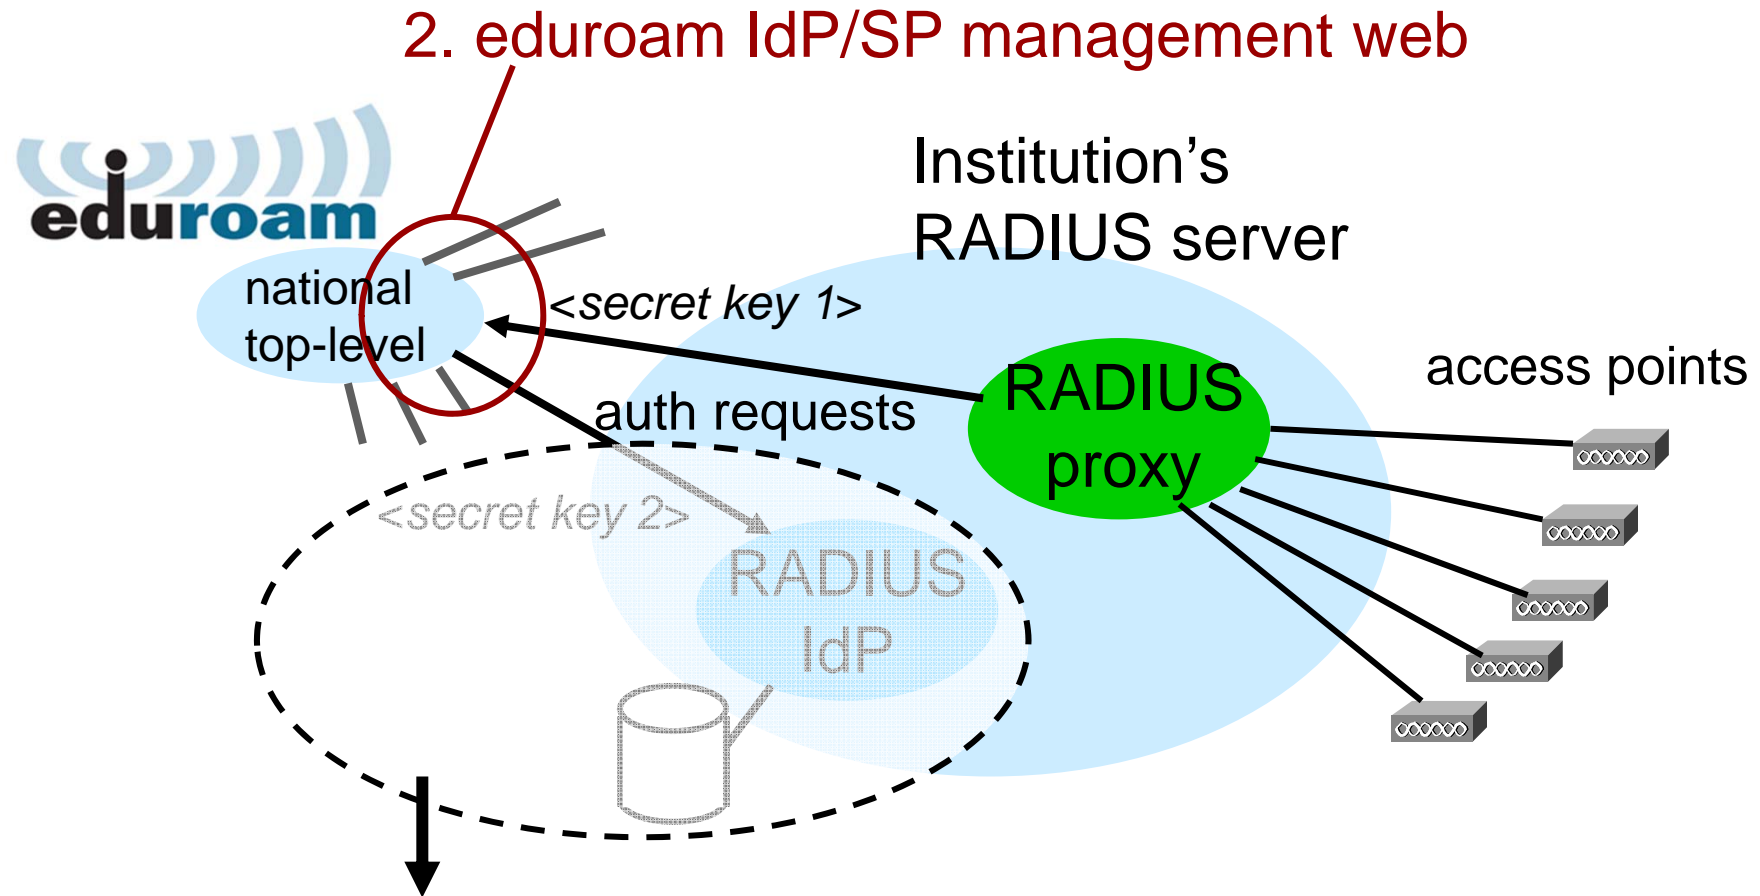 2. eduroam IdP/SP management web
eduroam
Institution’s
RADIUS server
national
top-level
<secret key 1>
access points
RADIUS
proxy
auth requests
<secret key 2>
RADIUS
IdP